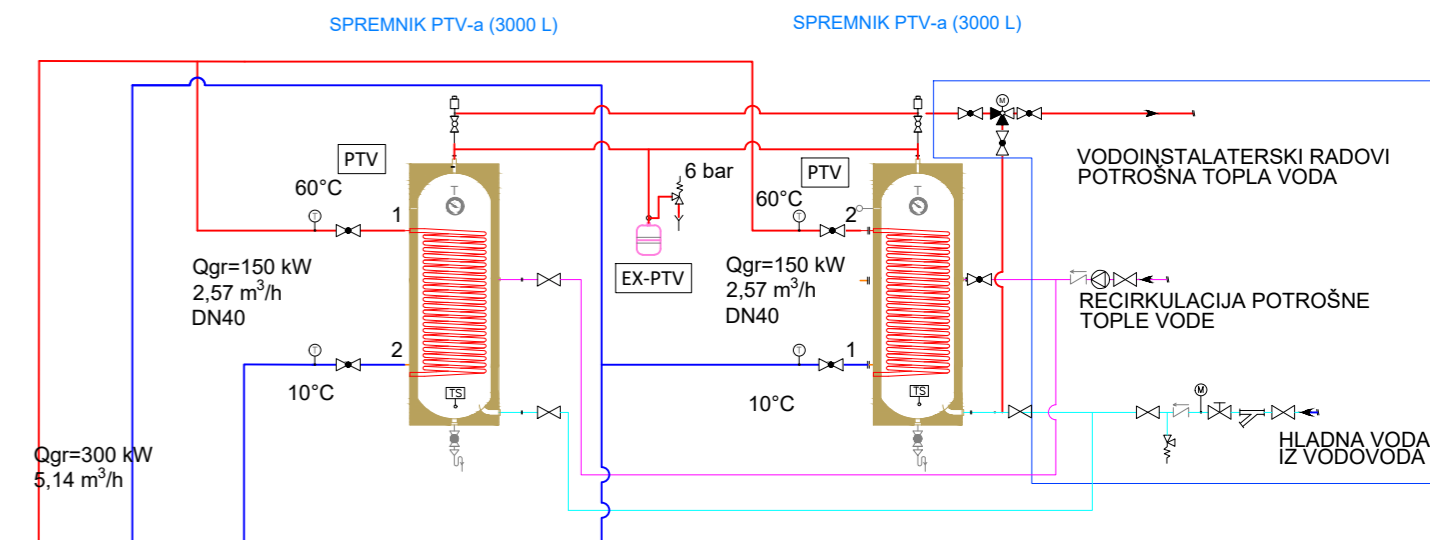 SPREMNIK PTV-a (3000 L)
SPREMNIK PTV-a (3000 L)
M
PTV
6 bar
PTV
VODOINSTALATERSKI RADOVI
POTROŠNA TOPLA VODA
60°C
60°C
T
T
T
1
T
2
Qgr=150 kW
2,57 m³/h
DN40
EX-PTV
Qgr=150 kW
2,57 m³/h
DN40
RECIRKULACIJA POTROŠNE
TOPLE VODE
T
2
T
1
10°C
TS
10°C
TS
M
Qgr=300 kW
5,14 m³/h
HLADNA VODA
IZ VODOVODA